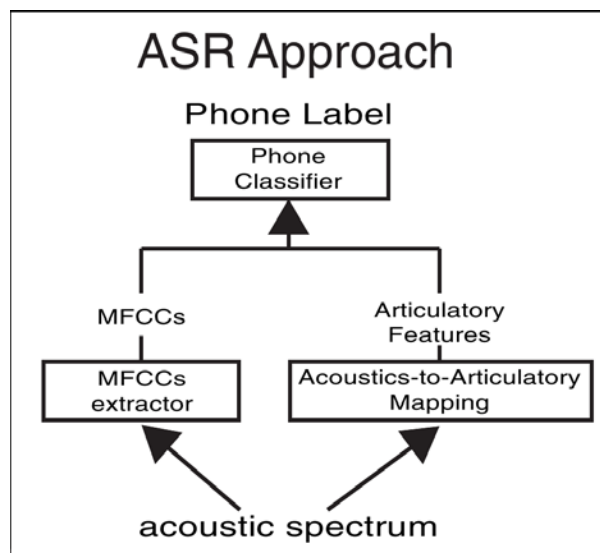 ASR Approach
Phone Label
Phone
Classifier
MFCCs
Articulatory
Features
MFCCs
extractor
Acoustics-to-Articulatory
Mapping
acoustic spectrum